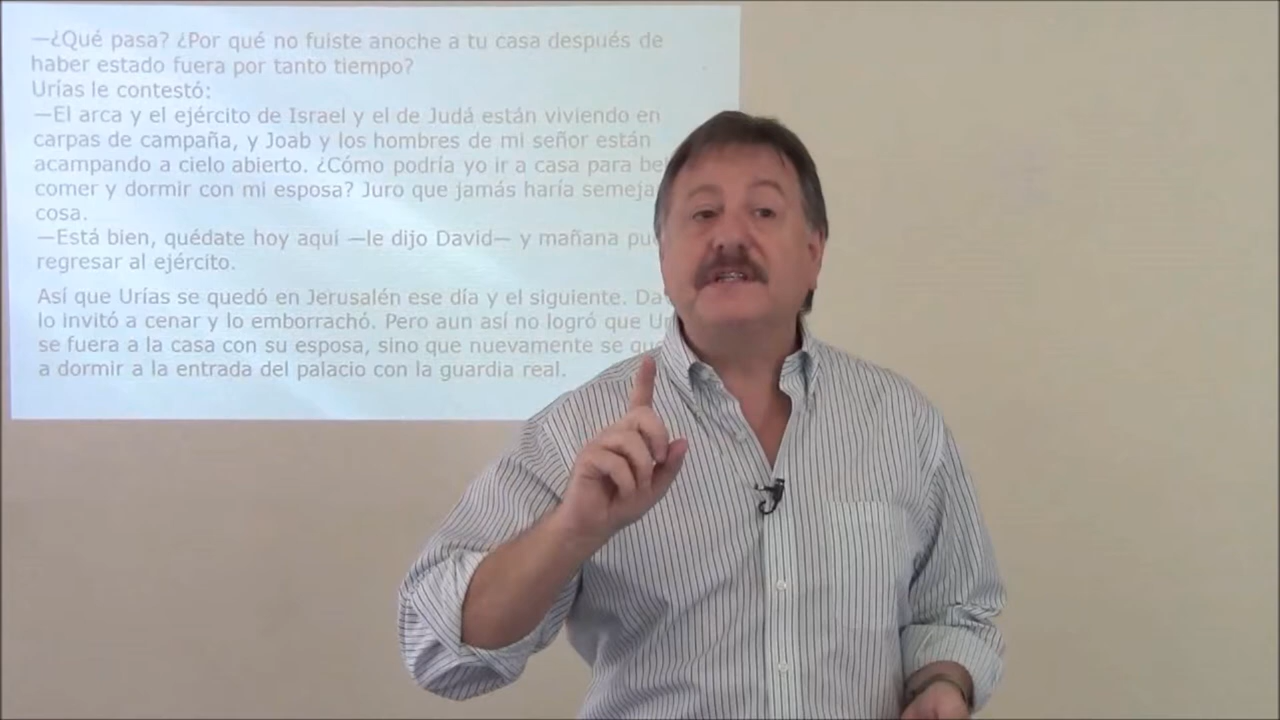 —¿Qué pasa? ¿Por qué no fuiste anoche a tu casa después de
haber estado fuera por tanto tiempo?
Urías le contestó:
—El arca y el ejército de Israel y el de Judá están viviendo en
carpas de campaña, y Joab y los hombres de mi señor están
acampando a cielo abierto. ¿Cómo podría yo ir a casa para
comer y dormir con mi esposa? Juro que jamás haría
cosa.
—Está bien, quédate hoy aquí —le dijo David— y mañana
regresar al ejército.
Así que Urías se quedó en Jerusalén ese día y el siguiente.
lo invitó a cenar y lo emborrachó. Pero aun así no logró que
se fuera a la casa con su esposa, sino que nuevamente se
a dormir a la entrada del palacio con la guardia real.